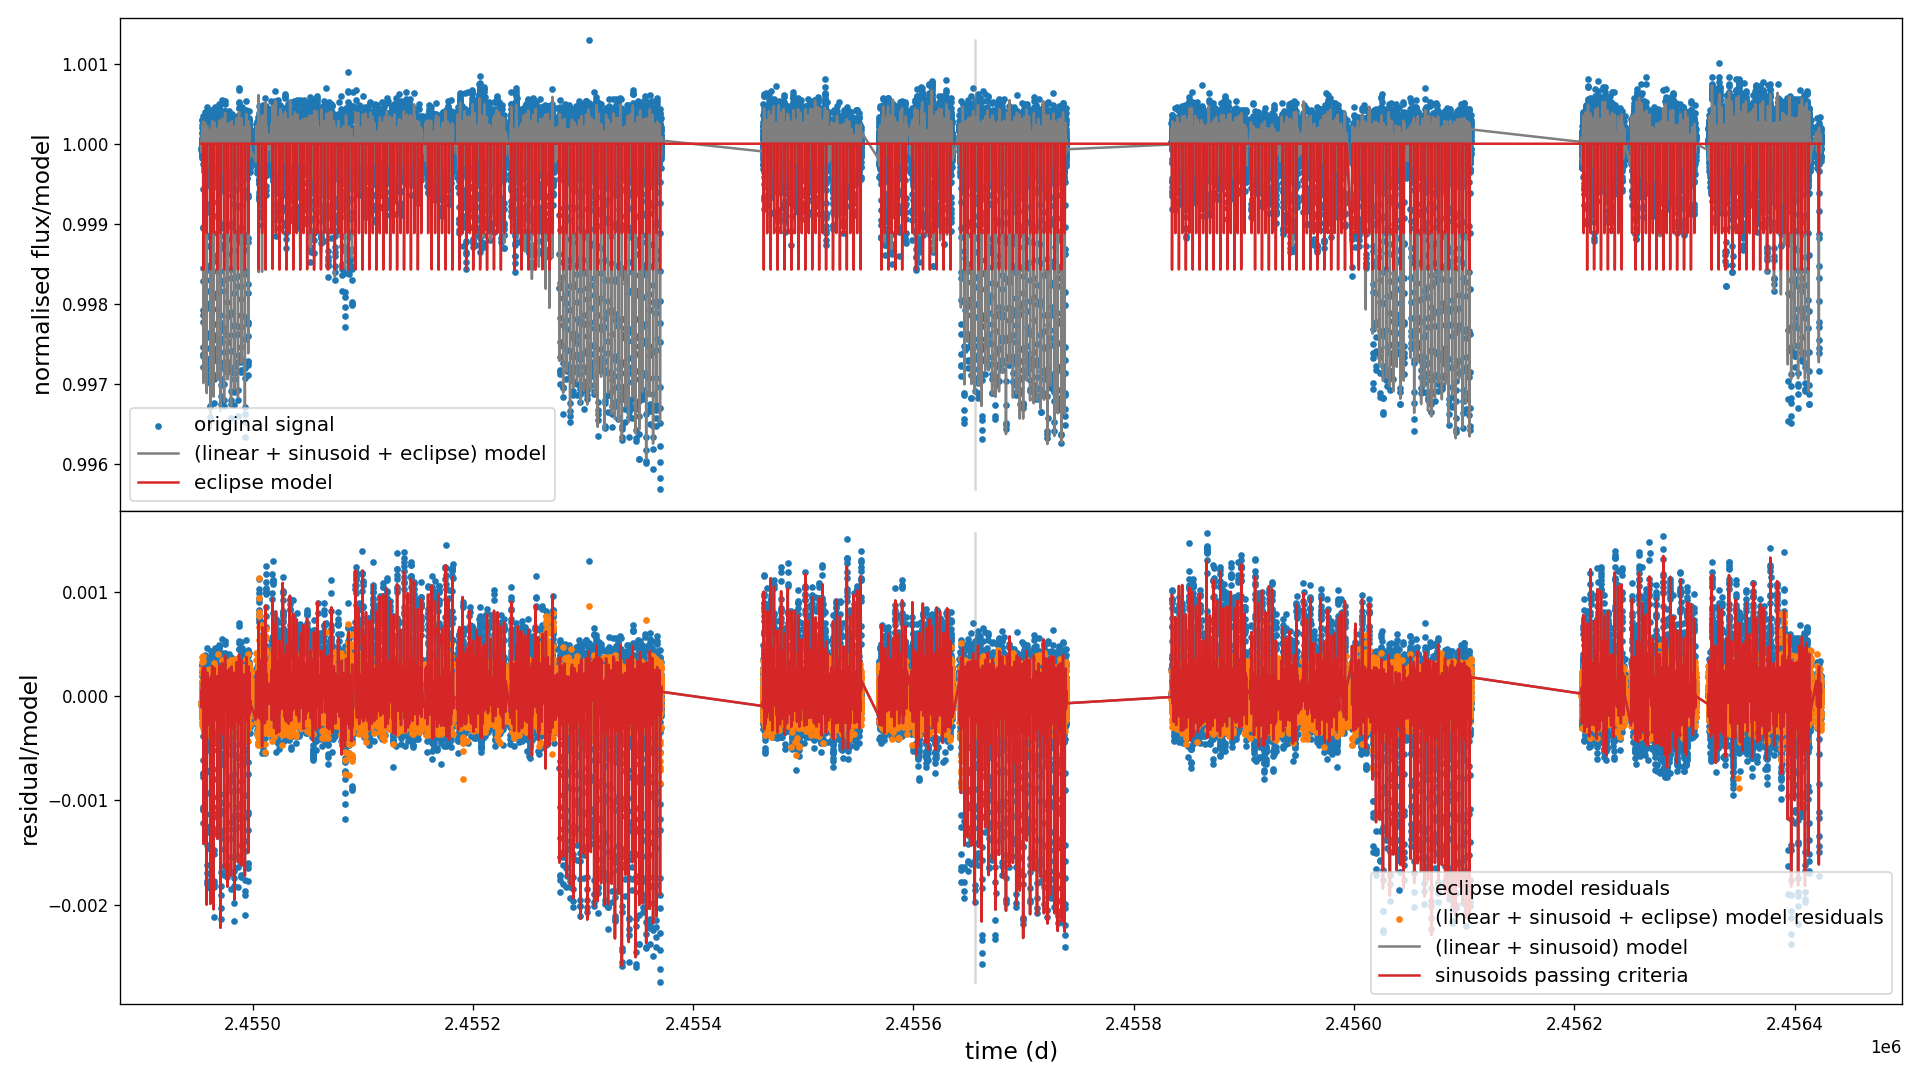 normalised flux/model
1.001
1.000
0.999
0.998
0.997
0.996
original signal
(linear + sinusoid + eclipse) model
eclipse model
residual/model
0.001
0.000
−0.001
−0.002
eclipse model residuals
(linear + sinusoid + eclipse) model residuals
(linear + sinusoid) model
sinusoids passing criteria
2.4550 2.4552 2.4554 2.4556 2.4558 2.4560 2.4562 2.4564
1e6
time (d)